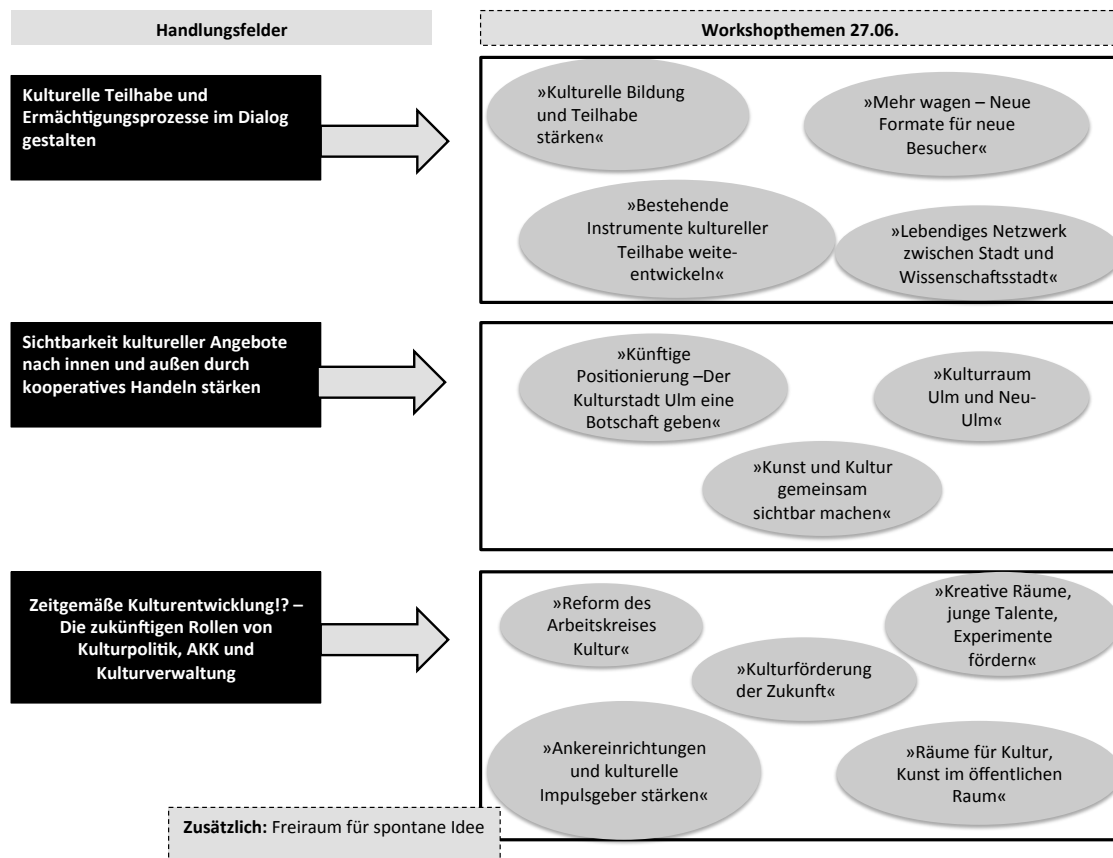 Handlungsfelder
Workshopthemen 27.06.
Kulturelle Teilhabe und
Ermächtigungsprozesse im Dialog
gestalten
»Kulturelle Bildung
und Teilhabe
stärken«
»Mehr wagen – Neue
Formate für neue
Besucher«
»Bestehende
Instrumente kultureller
Teilhabe weite-
entwickeln«
»Lebendiges Netzwerk
zwischen Stadt und
Wissenschaftsstadt«
Sichtbarkeit kultureller Angebote
nach innen und außen durch
kooperatives Handeln stärken
»Künftige
Positionierung –Der
Kulturstadt Ulm eine
Botschaft geben«
»Kulturraum
Ulm und Neu-
Ulm«
»Kunst und Kultur
gemeinsam
sichtbar machen«
Zeitgemäße Kulturentwicklung!? –
Die zukünftigen Rollen von
Kulturpolitik, AKK und
Kulturverwaltung
»Reform des
Arbeitskreises
Kultur«
»Kreative Räume,
junge Talente,
Experimente
fördern«
»Kulturförderung
der Zukunft«
»Ankereinrichtungen
und kulturelle
Impulsgeber stärken«
»Räume für Kultur,
Kunst im öffentlichen
Raum«
Zusätzlich: Freiraum für spontane Idee